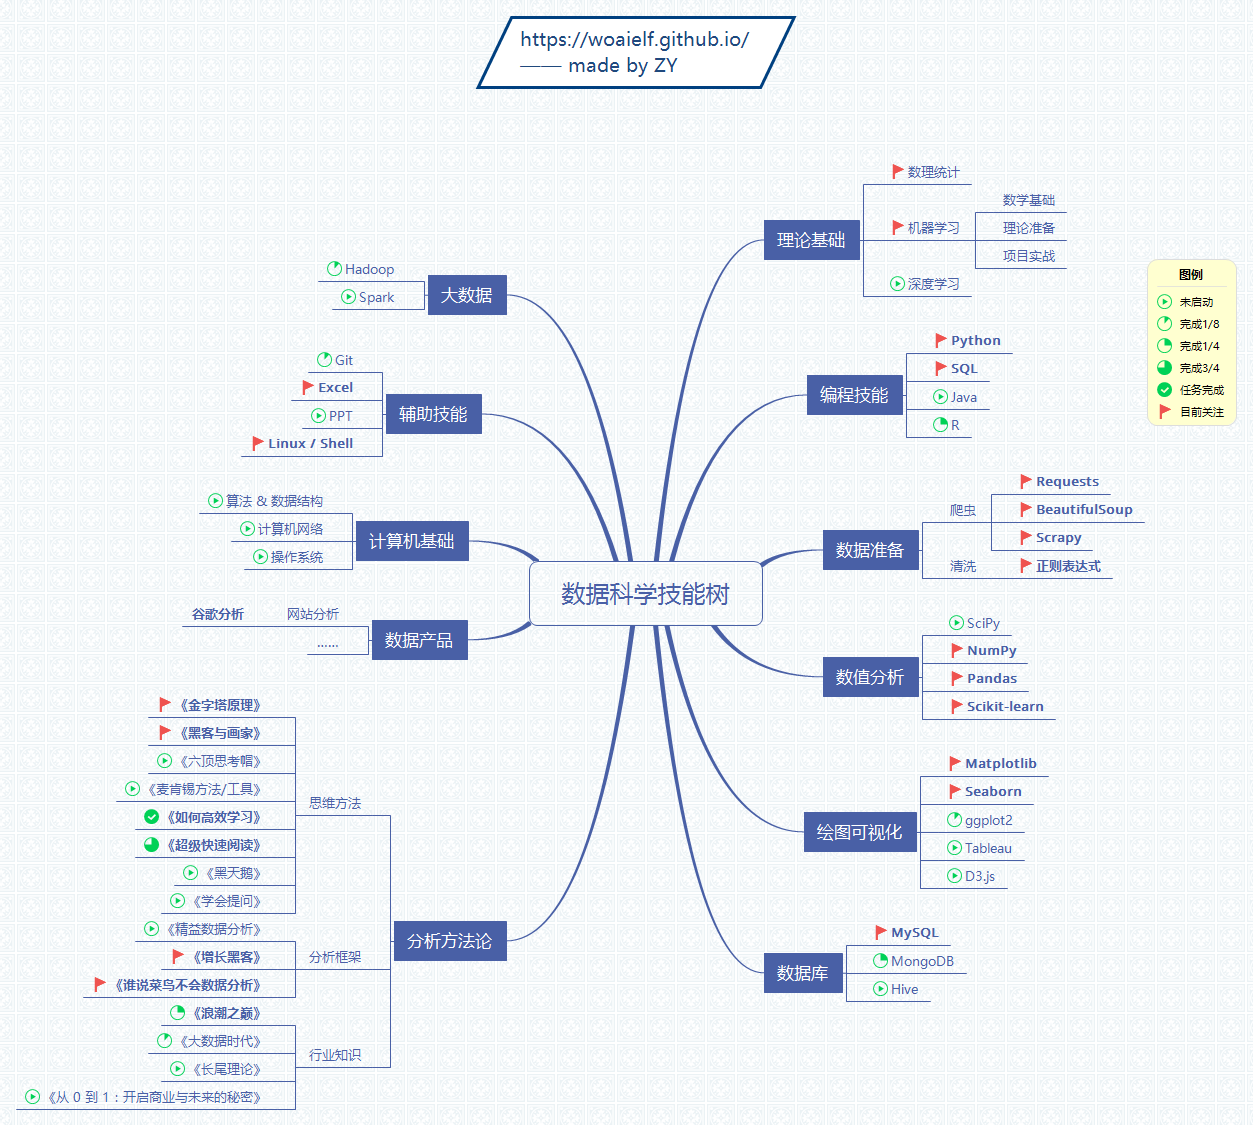 https://woaielf.github.io/
—— made by ZY
数据科学技能树
理论基础
数理统计
机器学习
数学基础
理论准备
项目实战
深度学习
编程技能
Python
SQL
Java
R
数据准备
爬虫
Requests
BeautifulSoup
Scrapy
清洗
正则表达式
数值分析
SciPy
NumPy
Pandas
Scikit-learn
绘图可视化
Matplotlib
Seaborn
ggplot2
Tableau
D3.js
数据库
MySQL
MongoDB
Hive
大数据
Hadoop
Spark
辅助技能
Git
Excel
PPT
Linux / Shell
计算机基础
算法 & 数据结构
计算机网络
操作系统
数据产品
网站分析
谷歌分析
......
分析方法论
思维方法
《金字塔原理》
《黑客与画家》
《六顶思考帽》
《麦肯锡方法/工具》
《如何高效学习》
《超级快速阅读》
《黑天鹅》
《学会提问》
分析框架
《精益数据分析》
《增长黑客》
《谁说菜鸟不会数据分析》
行业知识
《浪潮之巅》
《大数据时代》
《长尾理论》
《从 0 到 1：开启商业与未来的秘密》
图例
未启动
完成1/8
完成1/4
完成3/4
任务完成
目前关注